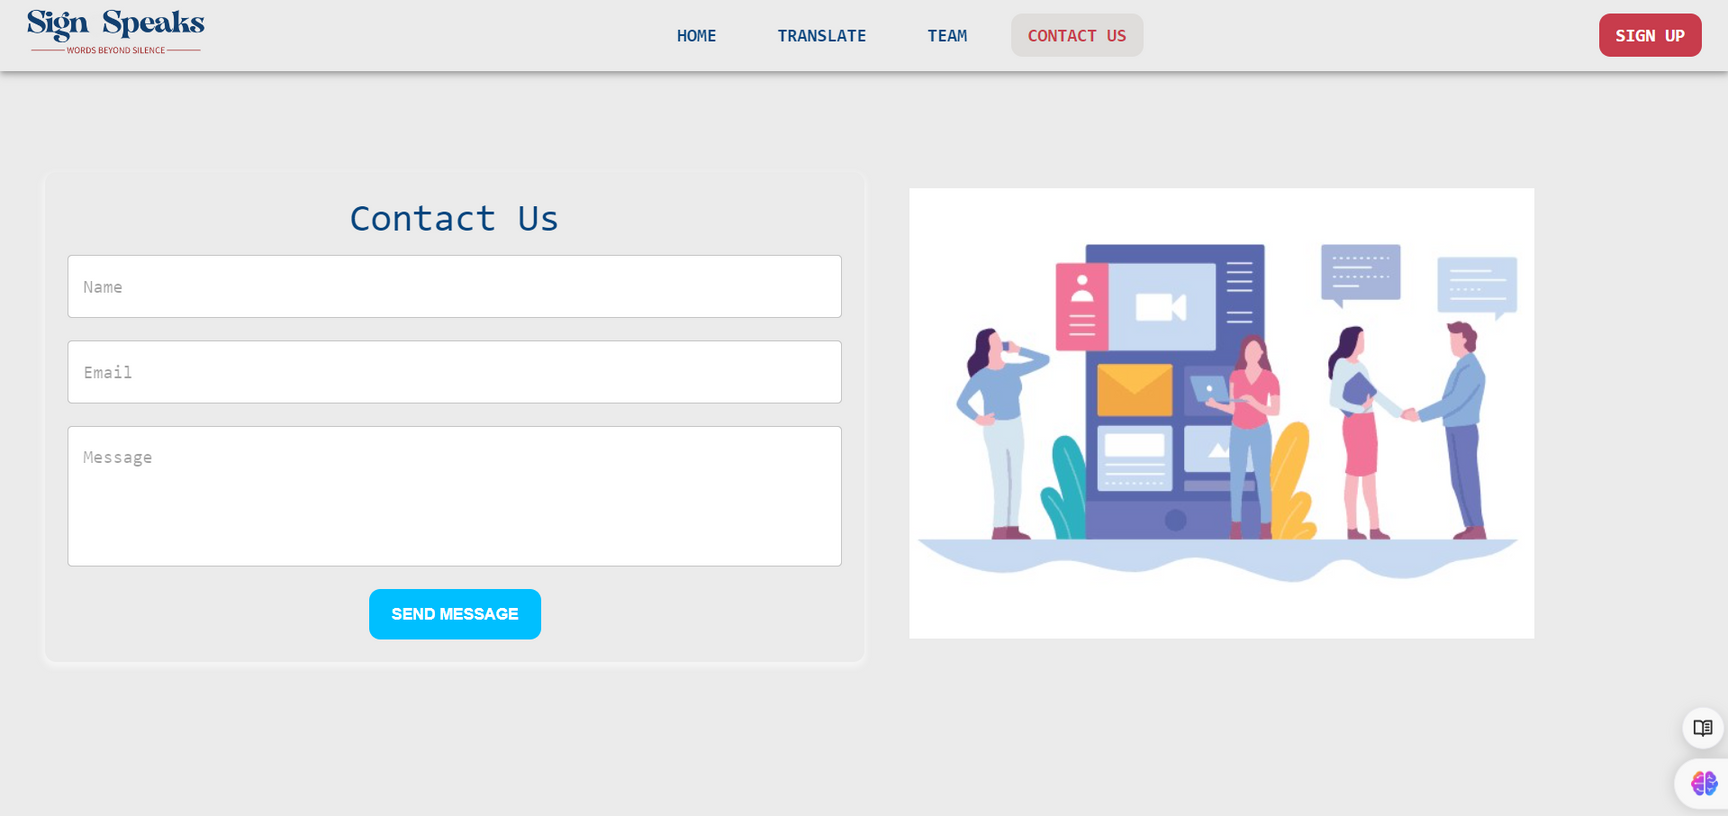 Sign Speaks
WORDS BEYOND SILENCE
HOME
TRANSLATE
TEAM
CONTACT US
SIGN UP
Contact Us
Name
Email
Message
SEND MESSAGE